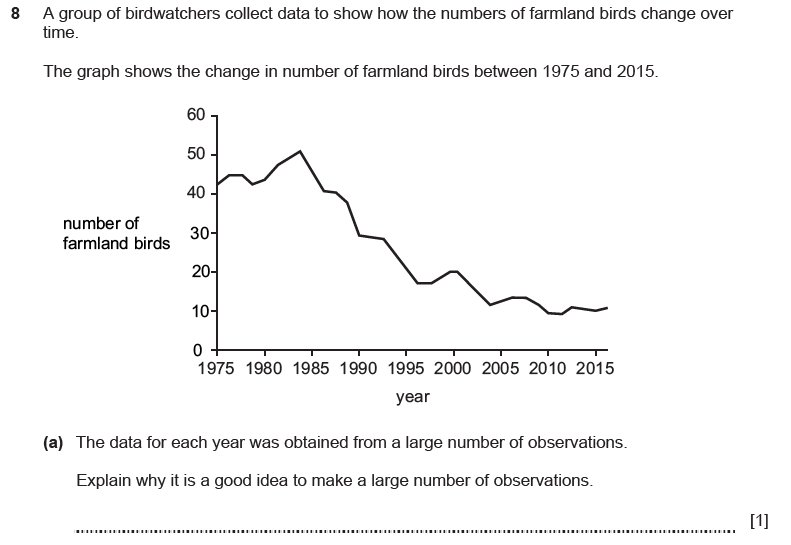 8 A group of birdwatchers collect data to show how the numbers of farmland birds change over
time.
The graph shows the change in number of farmland birds between 1975 and 2015.
60
50
40
number of
farmland birds
30
20
10
0
1975 1980 1985 1990 1995 2000 2005 2010 2015
year
(a) The data for each year was obtained from a large number of observations.
Explain why it is a good idea to make a large number of observations.
[1]